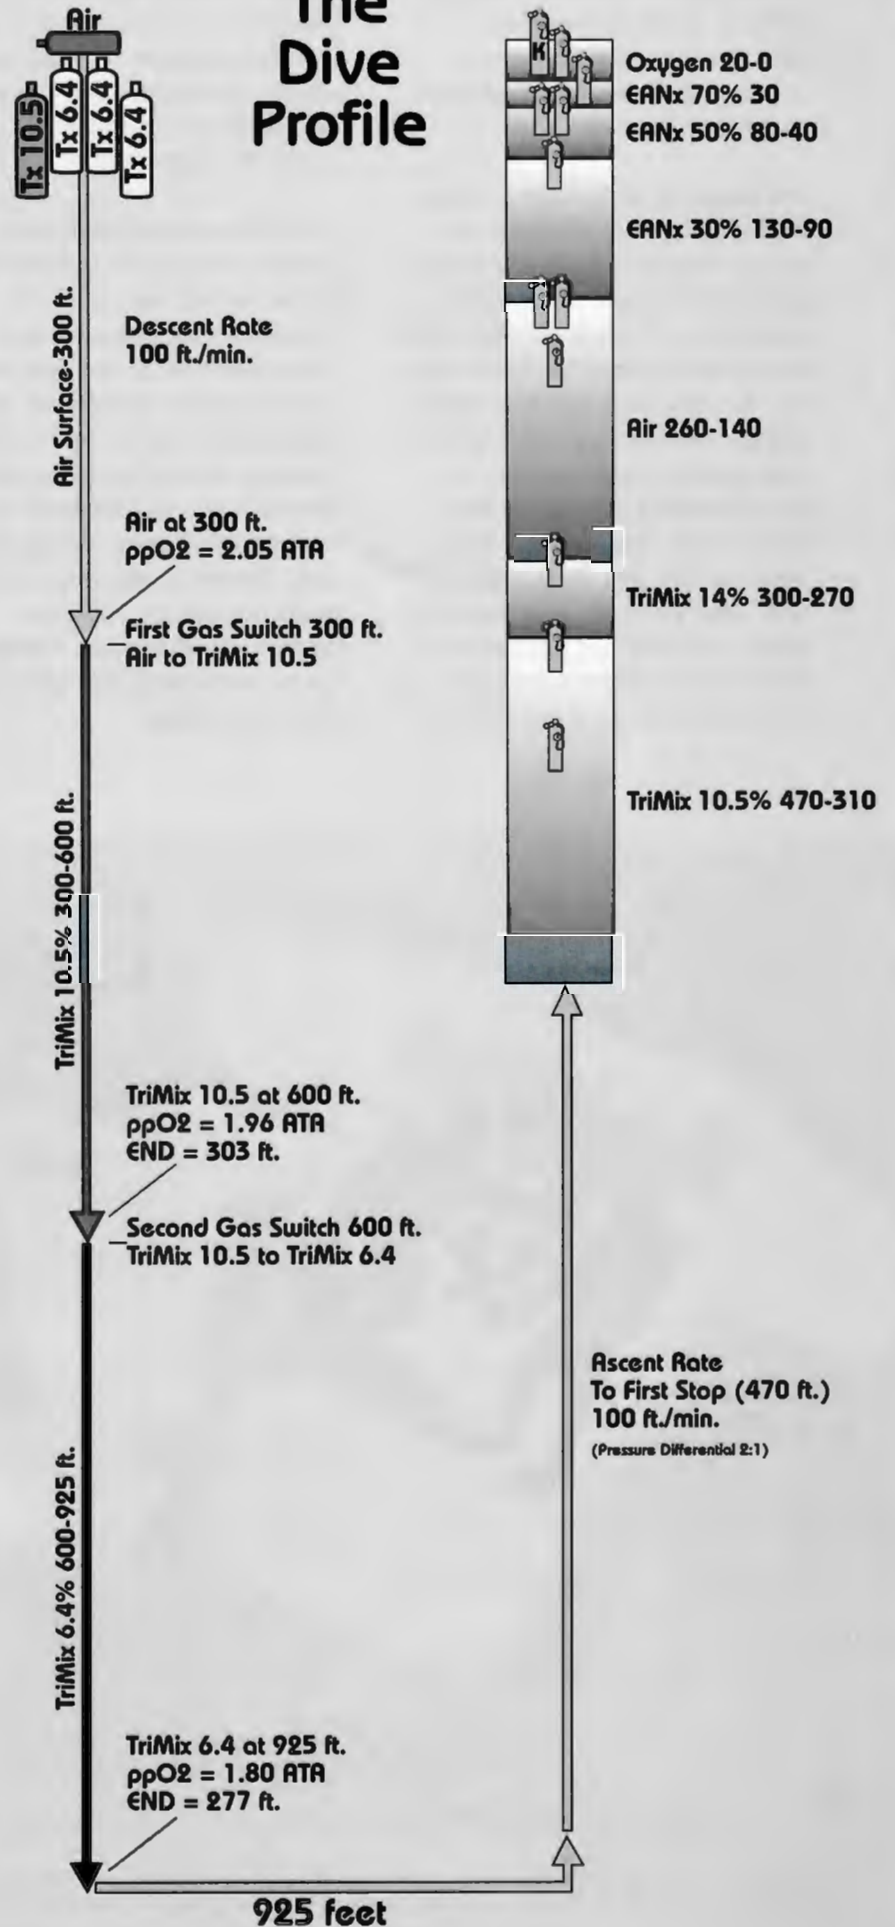 The
Dive
Profile
Air
Tx 10.5
Tx 6.4
Tx 6.4
Tx 6.4
Air Surface-300 ft.
Descent Rate
100 ft./min.
Air at 300 ft.
ppO2 = 2.05 ATA
First Gas Switch 300 ft.
Air to TriMix 10.5
TriMix 10.5% 300-600 ft.
TriMix 10.5 at 600 ft.
ppO2 = 1.96 ATA
END = 303 ft.
Second Gas Switch 600 ft.
TriMix 10.5 to TriMix 6.4
TriMix 6.4% 600-925 ft.
TriMix 6.4 at 925 ft.
ppO2 = 1.80 ATA
END = 277 ft.
925 feet
Ascent Rate
To First Stop (470 ft.)
100 ft./min.
(Pressure Differential 2:1)
K
Oxygen 20-0
EANx 70% 30
EANx 50% 80-40
EANx 30% 130-90
Air 260-140
TriMix 14% 300-270
TriMix 10.5% 470-310